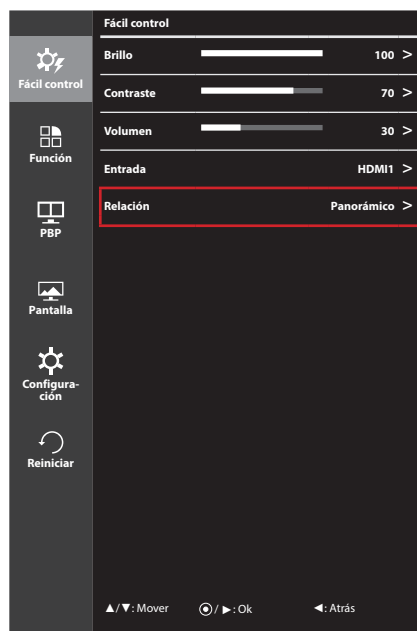 Fácil control
Función
PBP
Pantalla
Configura-
ción
Reiniciar
Fácil control
Brillo 100 >
Contraste 70 >
Volumen 30 >
Entrada HDMI1 >
Relación Panorámico >
▲/▼: Mover ⦿/ ►: Ok ◄: Atrás